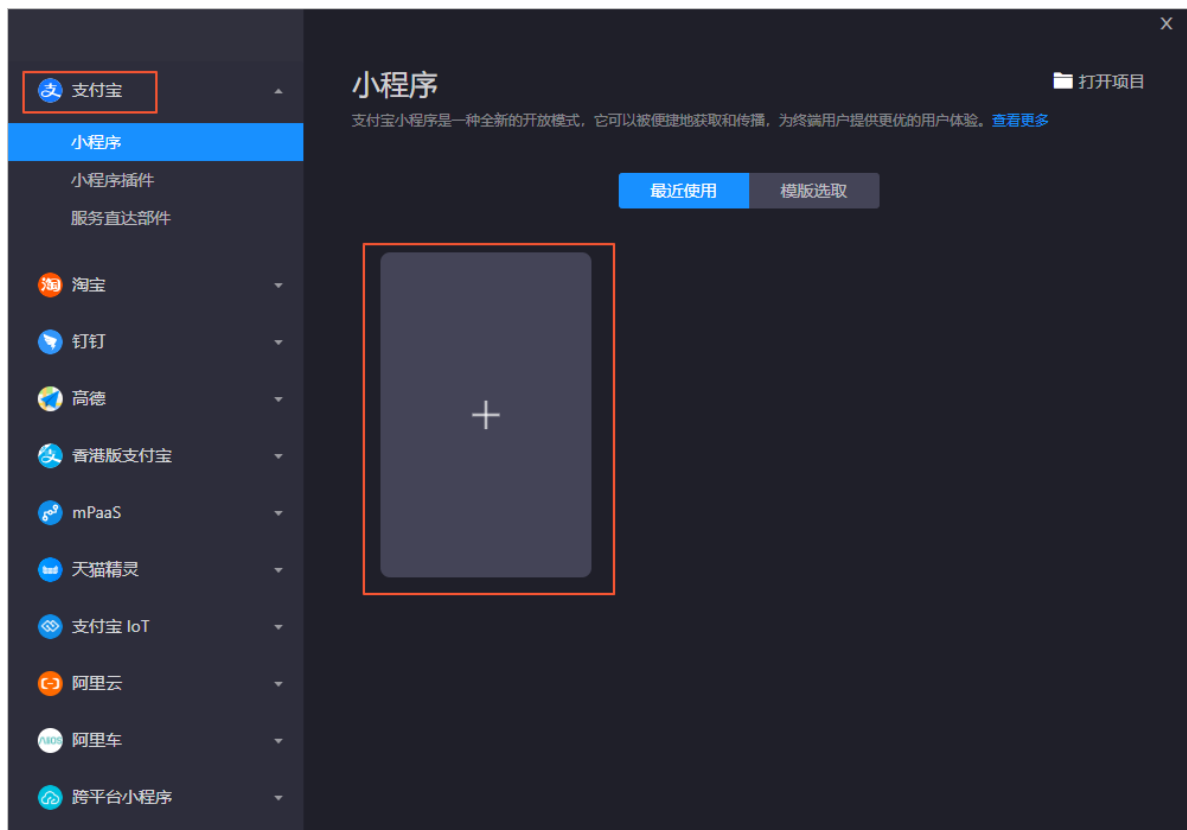 X
支付宝
小程序
小程序插件
服务直达部件
淘宝
钉钉
高德
香港版支付宝
mPaaS
天猫精灵
支付宝 IoT
阿里云
阿里车
跨平台小程序
小程序
打开项目
支付宝小程序是一种全新的开放模式，它可以被便捷地获取和传播，为终端用户提供更优的用户体验。查看更多
最近使用 模版选取